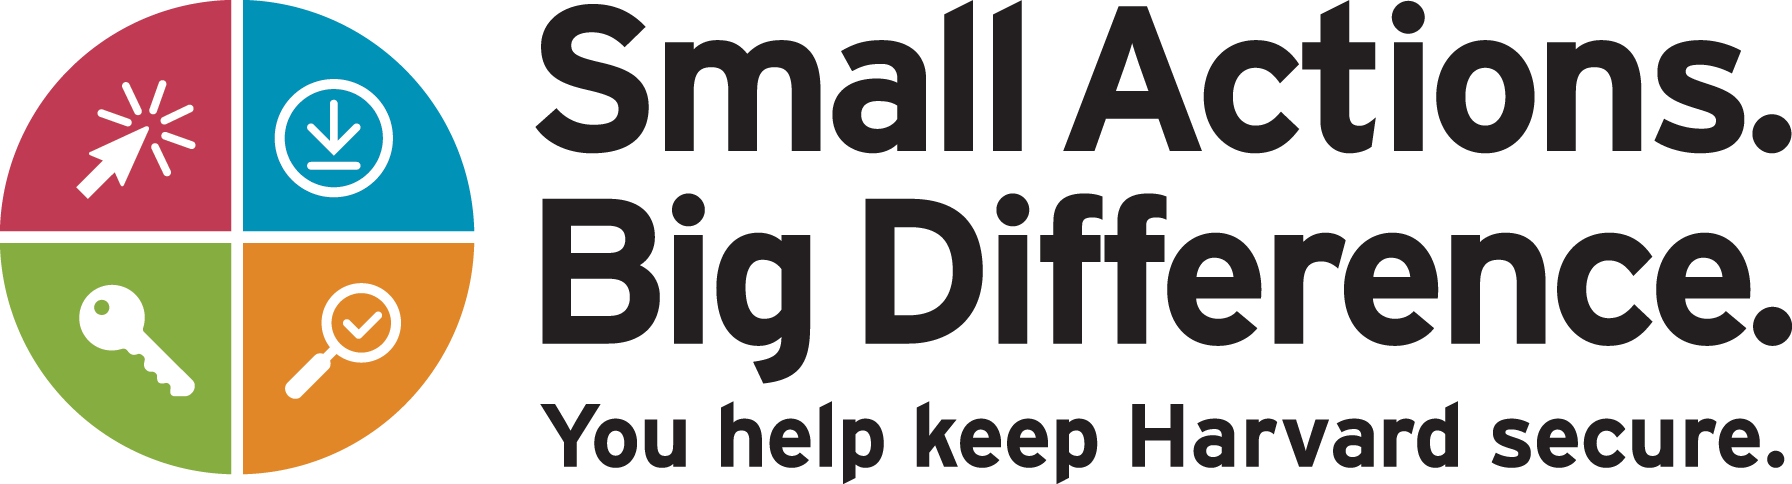 Small Actions.
Big Difference.
You help keep Harvard secure.